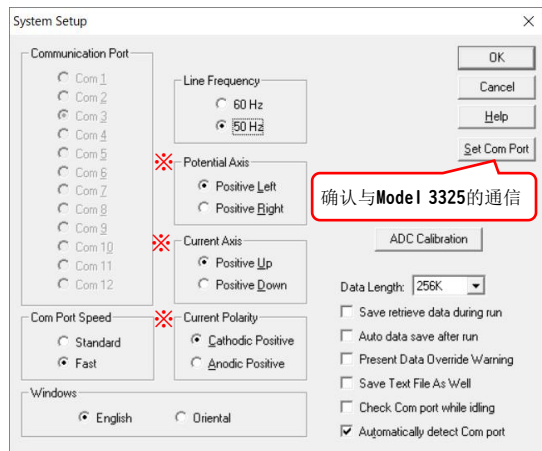 System Setup
Communication Port
Com 1
Com 2
Com 3
Com 4
Com 5
Com 6
Com 7
Com 8
Com 9
Com 10
Com 11
Com 12
Line Frequency
60 Hz
50 Hz
※ Potential Axis
Positive Left
Positive Right
※ Current Axis
Positive Up
Positive Down
Com Port Speed
Standard
Fast
※ Current Polarity
Cathodic Positive
Anodic Positive
Windows
English
Oriental
OK
Cancel
Help
Set Com Port
确认与Model 3325的通信
ADC Calibration
Data Length: 256K
Save retrieve data during run
Auto data save after run
Present Data Override Warning
Save Text File As Well
Check Com port while idling
Automatically detect Com port